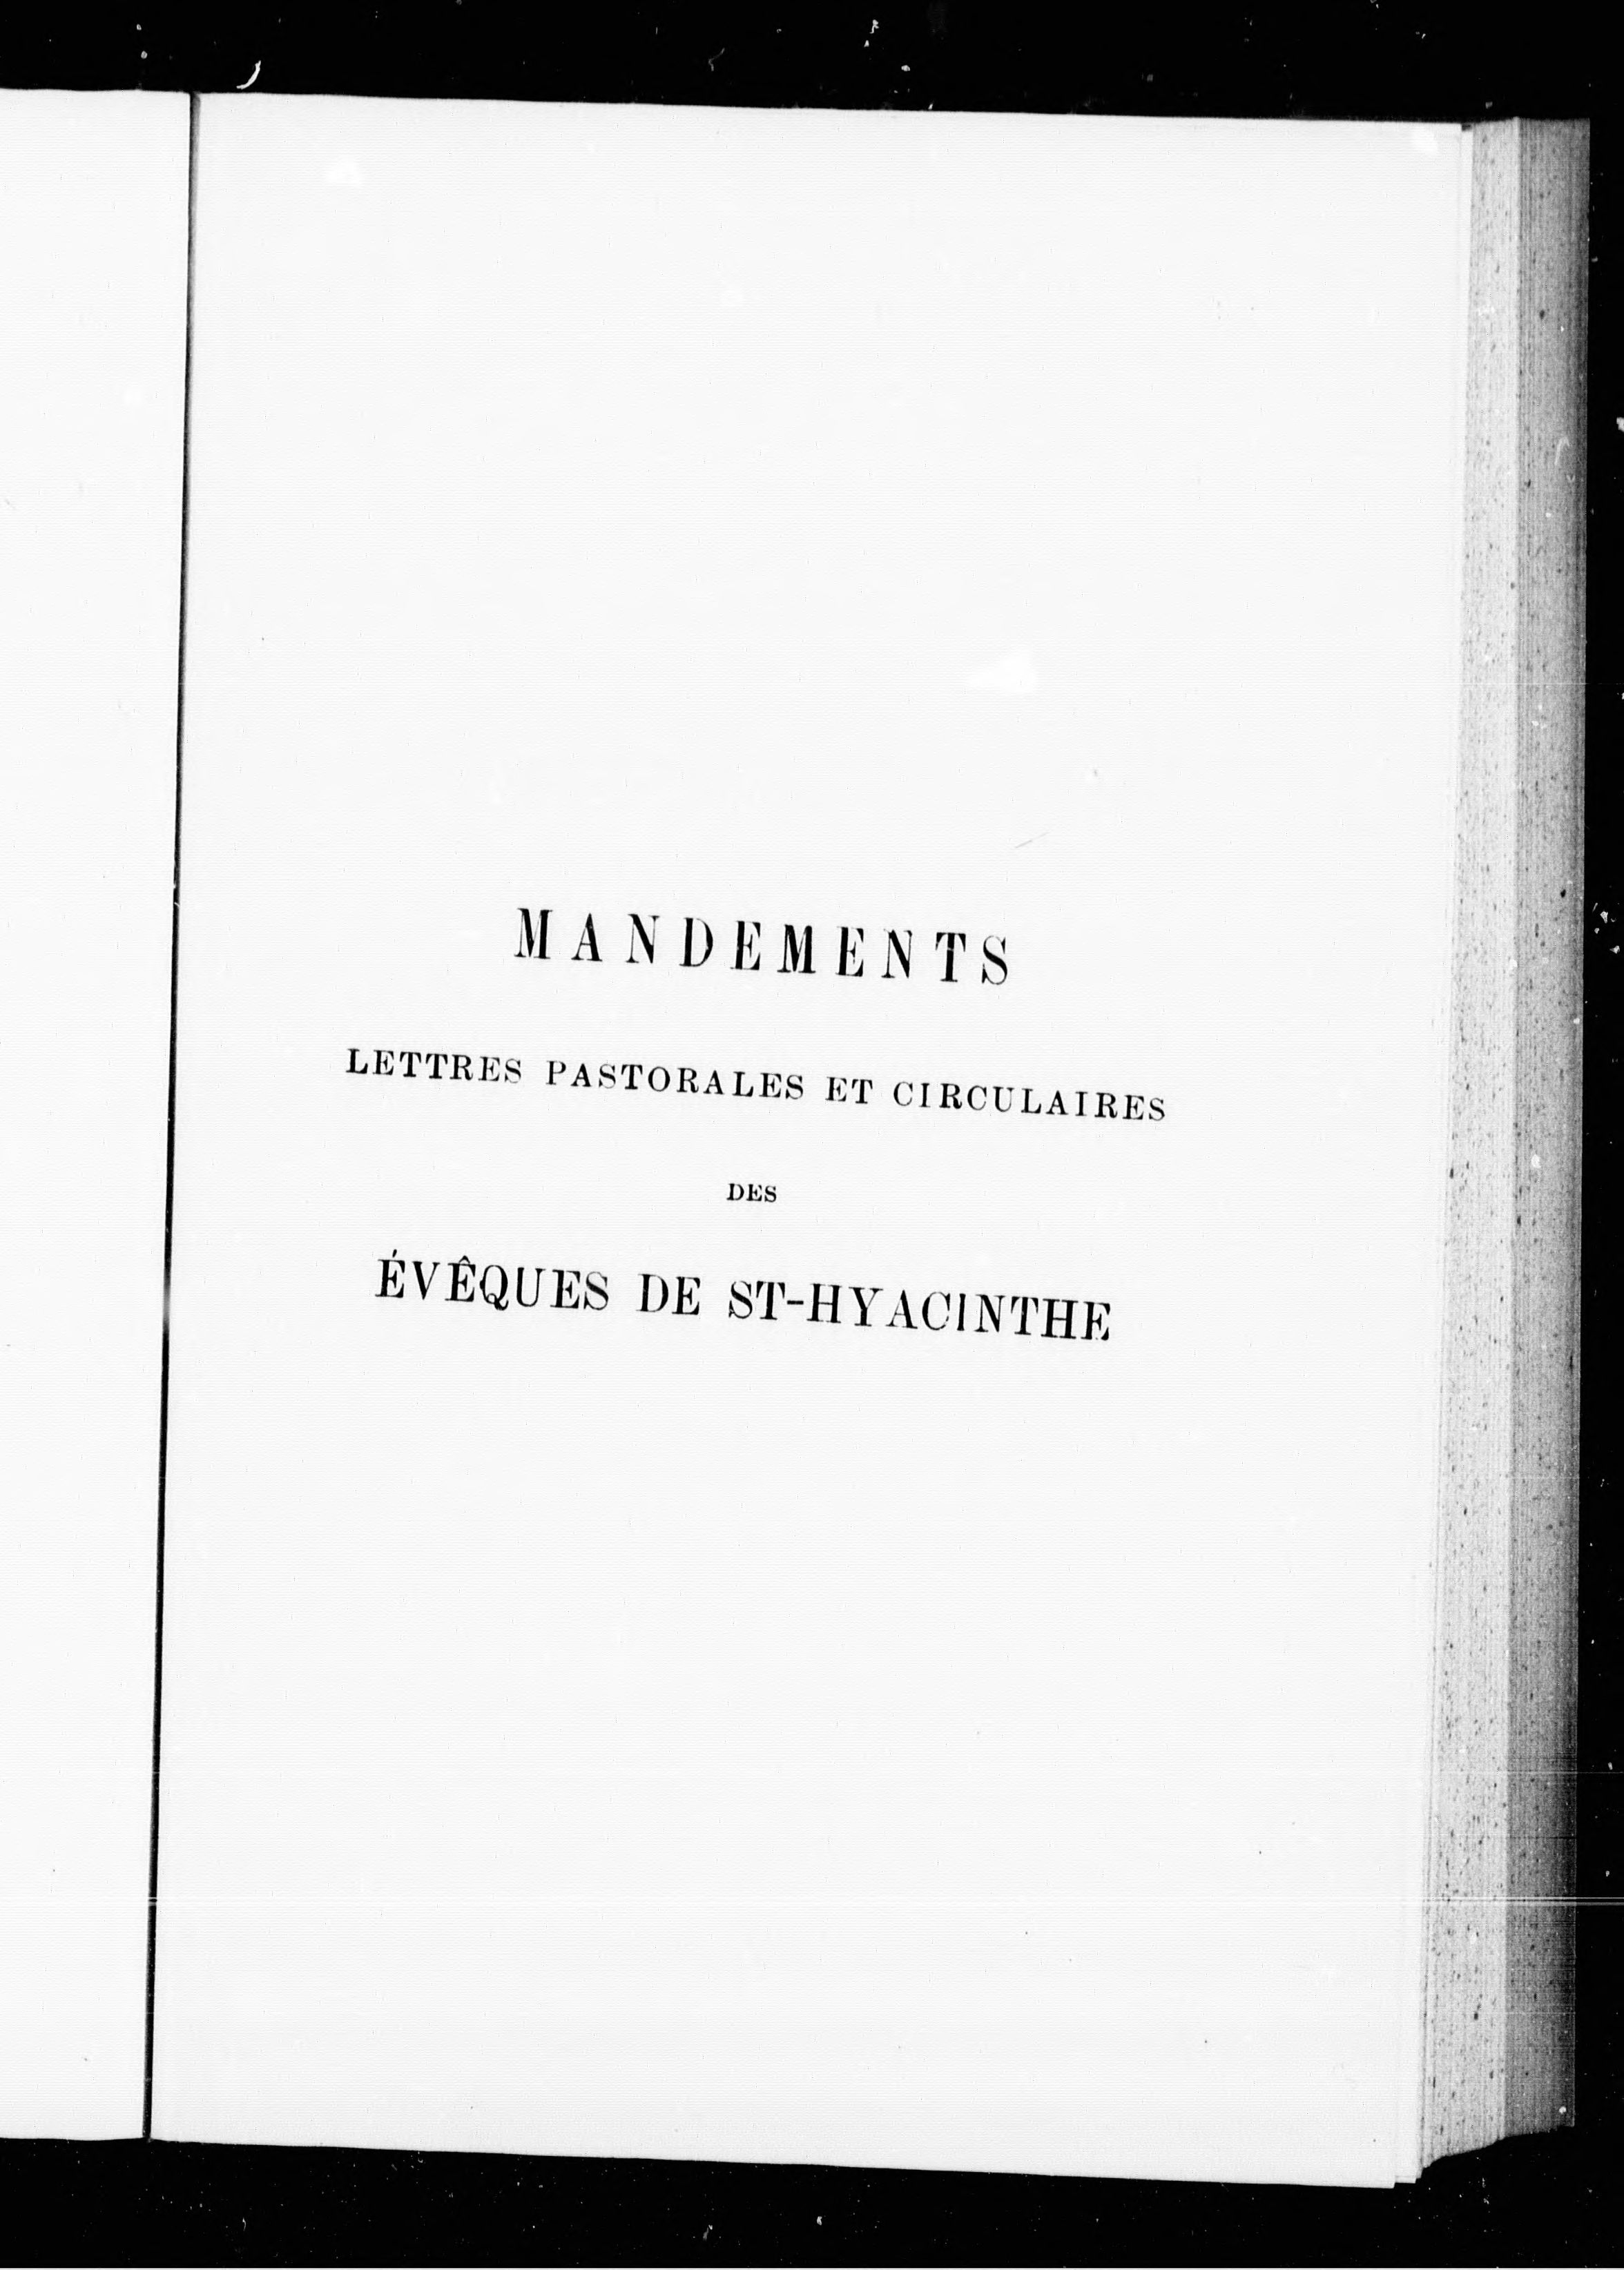 MANDEMENTS
LETTRES PASTORALES ET CIRCULAIRES
DES
ÉVÊQUES DE ST-HYACINTHE